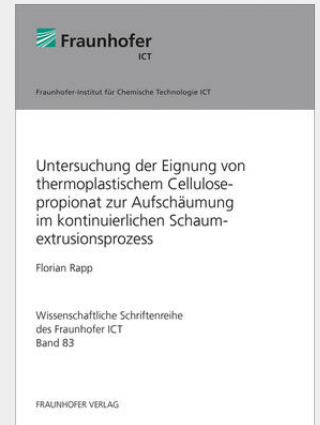 Fraunhofer
ICT
Fraunhofer-Institut für Chemische Technologie ICT
Untersuchung der Eignung von
thermoplastischem Cellulose-
propionat zur Aufschäumung
im kontinuierlichen Schaum-
extrusionsprozess
Florian Rapp
Wissenschaftliche Schriftenreihe
des Fraunhofer ICT
Band 83
FRAUNHOFER VERLAG